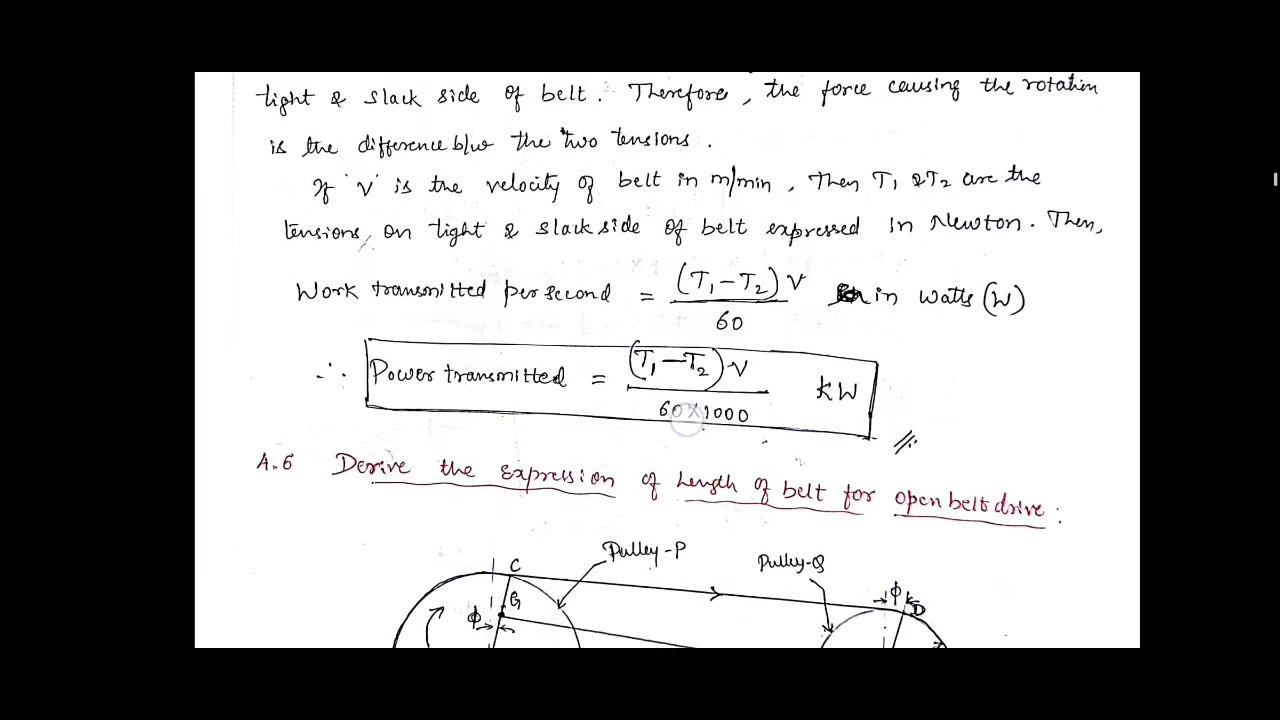 tight & slack side of belt. Therefore, the force causing the rotation
is the difference b/w the two tensions.
If 'V' is the velocity of belt in m/min, Then T₁ & T₂ are the
tensions on tight & slack side of belt expressed in Newton. Then,
Work transmitted per second = (T₁ - T₂) V / 60 in watts (W)
∴ Power transmitted = (T₁ - T₂) V / 60 × 1000 kW
A.6 Derive the expression of Length of belt for open belt drive :
Pulley-P
Pulley-Q
C
G
ϕ
ϕ
D